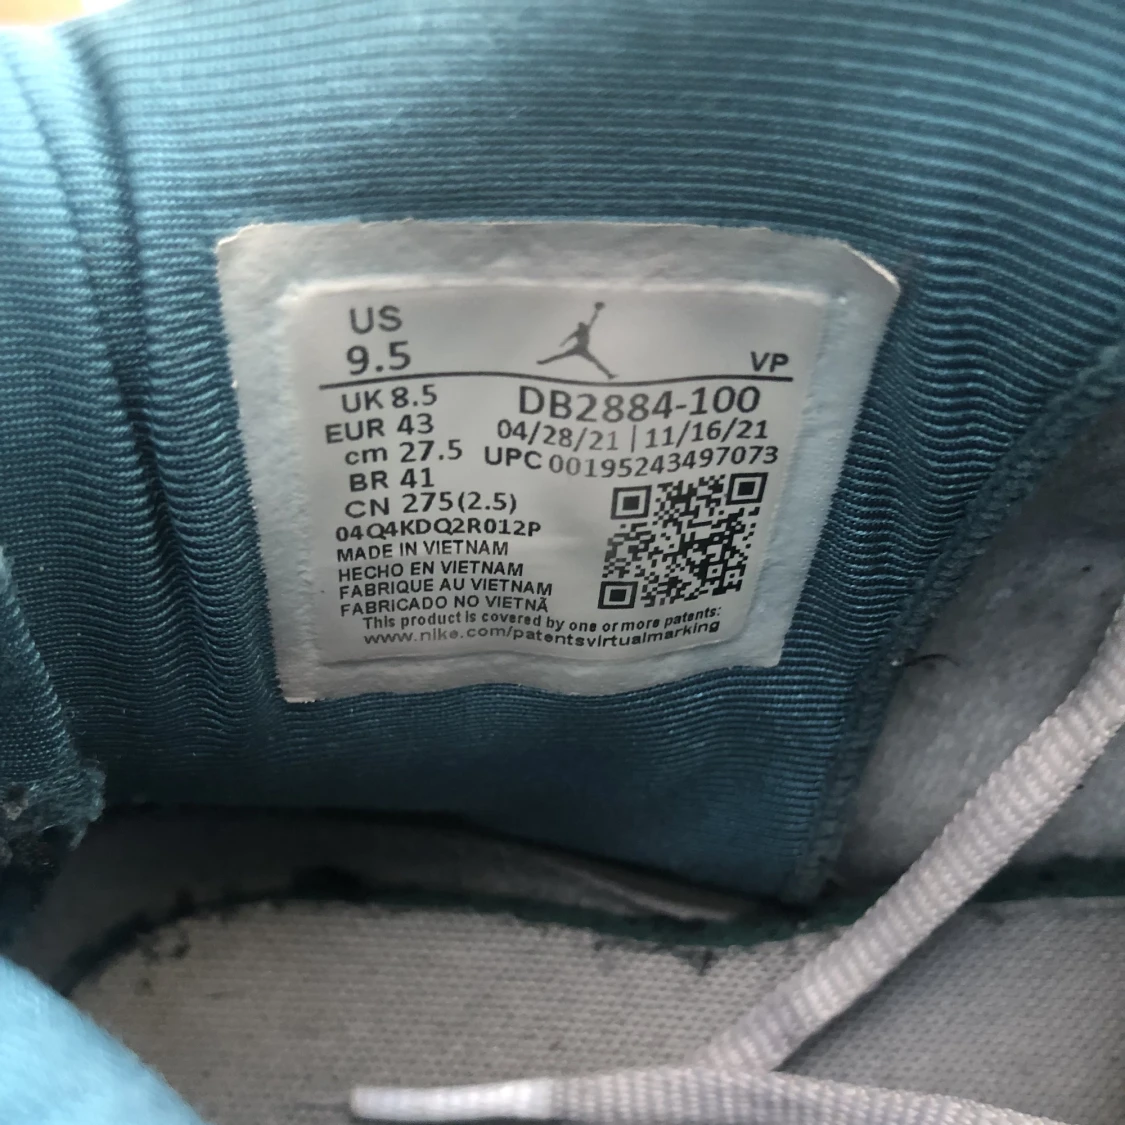 US
9.5
VP
UK 8.5
EUR 43
cm 27.5
BR 41
CN 275(2.5)
DB2884-100
04/28/21 | 11/16/21
UPC 00195243497073
04Q4KDQ2R012P
MADE IN VIETNAM
HECHO EN VIETNAM
FABRIQUE AU VIETNAM
FABRICADO NO VIETNÃ
This product is covered by one or more patents:
www.nike.com/patentsvirtualmarking